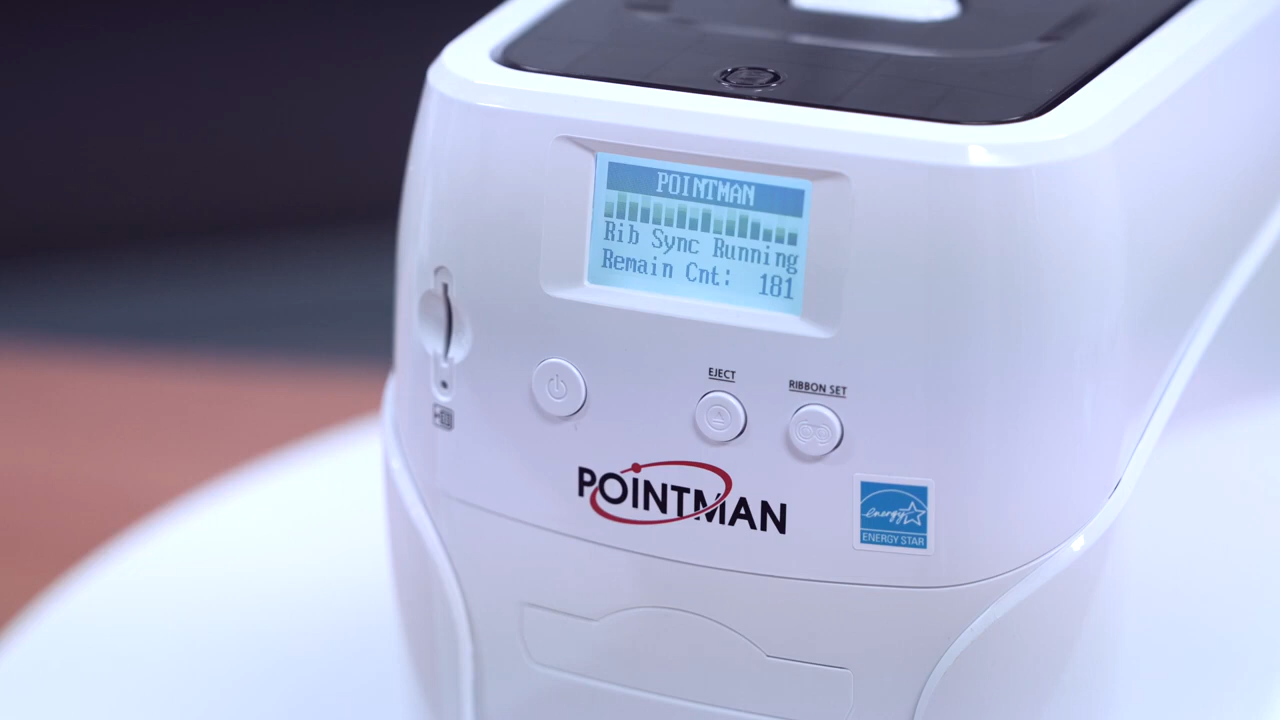 POINTMAN
Rib Sync Running
Remain Cnt: 181
EJECT
RIBBON SET
POINTMAN
energy
ENERGY STAR